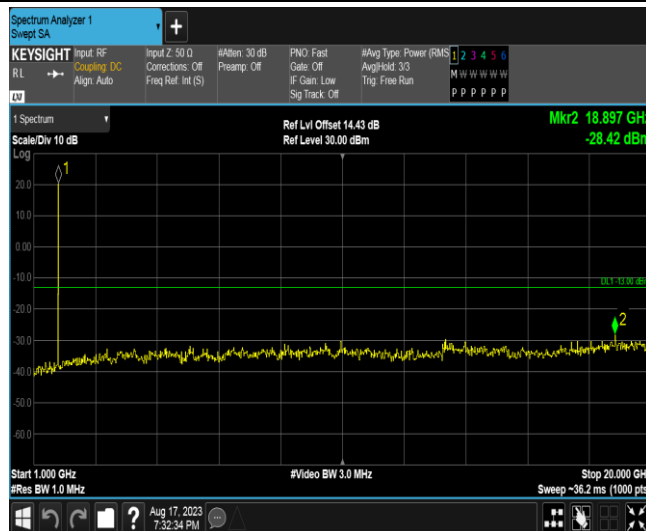 Spectrum Analyzer 1
Swept SA
+
KEYSIGHT
RL
LXI
Input: RF
Coupling: DC
Align: Auto
Input Z: 50 Ω
Corrections: Off
Freq Ref: Int (S)
#Atten: 30 dB
Preamp: Off
PNO: Fast
Gate: Off
IF Gain: Low
Sig Track: Off
#Avg Type: Power (RMS
Avg|Hold: 3/3
Trig: Free Run
1 2 3 4 5 6
M W W W W W
P P P P P P
1 Spectrum
Scale/Div 10 dB
Log
Ref Lvl Offset 14.43 dB
Ref Level 30.00 dBm
Mkr2 18.897 GHz
-28.42 dBm
1
20.0
10.0
0.00
-10.0
DL1 -13.00 dBm
-20.0
2
-30.0
-40.0
-50.0
-60.0
Start 1.000 GHz
#Video BW 3.0 MHz
Stop 20.000 GHz
#Res BW 1.0 MHz
Sweep ~36.2 ms (1000 pts
?
Aug 17, 2023
7:32:34 PM